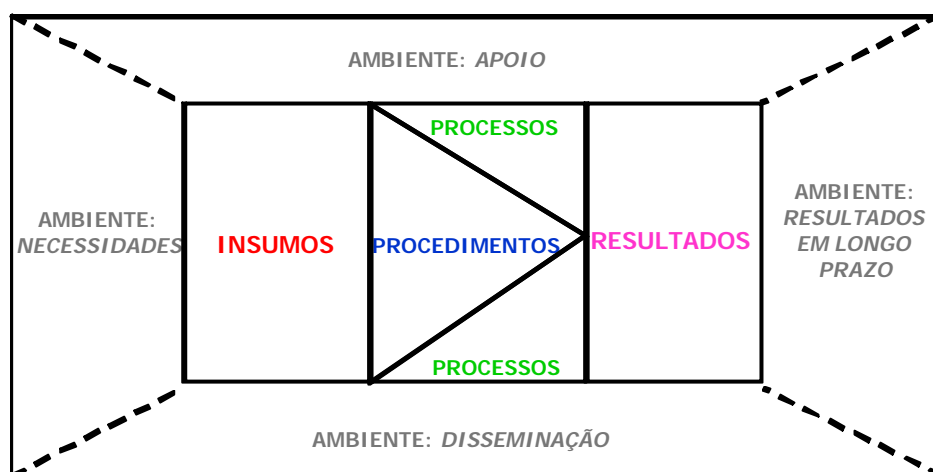 AMBIENTE: APOIO
PROCESSOS
AMBIENTE:
NECESSIDADES
INSUMOS
PROCEDIMENTOS
RESULTADOS
AMBIENTE:
RESULTADOS
EM LONGO
PRAZO
PROCESSOS
AMBIENTE: DISSEMINAÇÃO